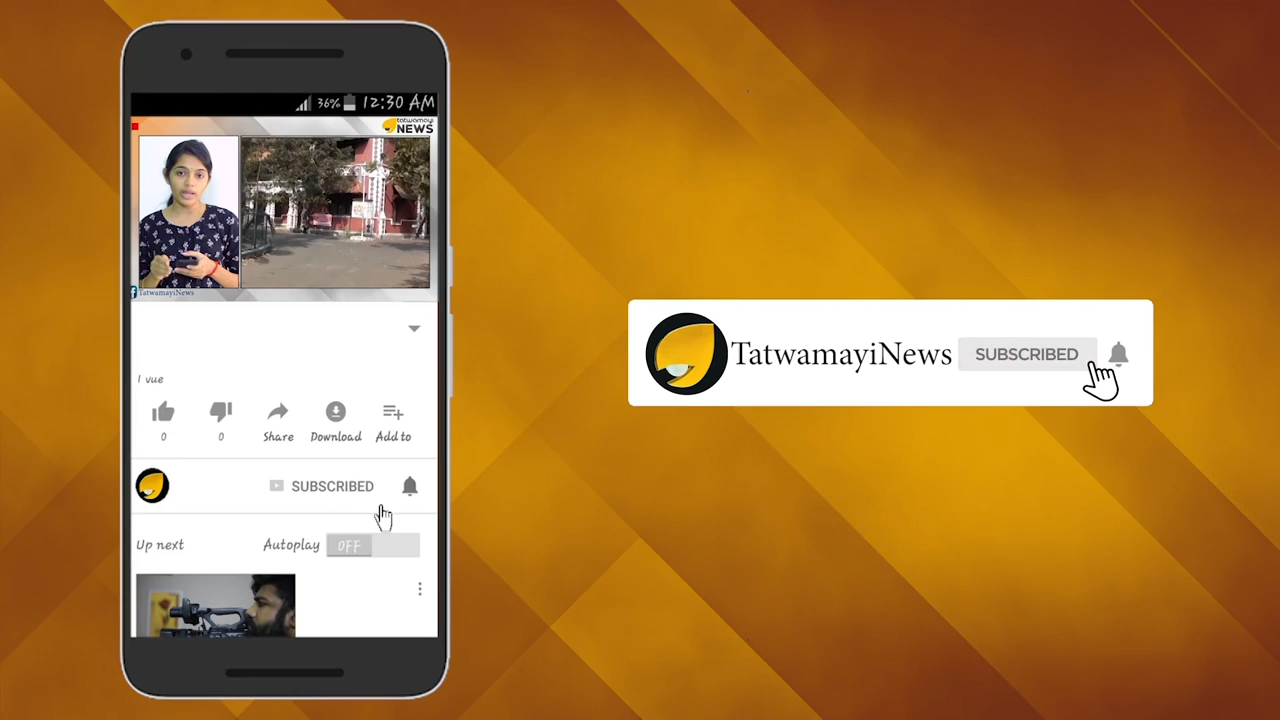 36% 12:30 AM
tatwamayi
NEWS
TatwamayiNews
1 vue
0 0 Share Download Add to
SUBSCRIBED
Up next Autoplay OFF
TatwamayiNews SUBSCRIBED